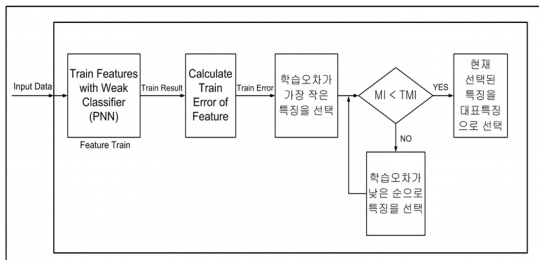 Input Data
Train Features
with Weak
Classifier
(PNN)
Feature Train
Train Result
Calculate
Train
Error of
Feature
Train Error
학습오차가
가장 작은
특징을 선택
MI < TMI
YES
현재
선택된
특징을
대표특징
으로 선택
NO
학습오차가
낮은 순으로
특징을 선택